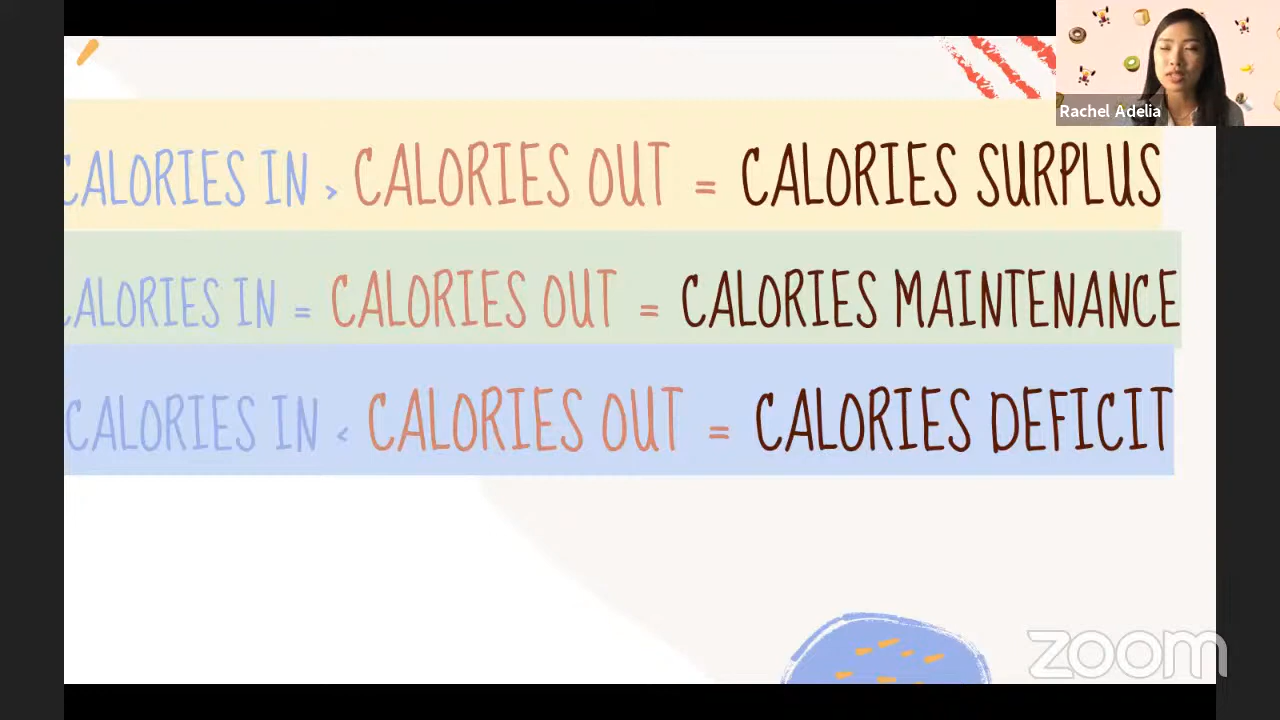 Rachel Adelia
CALORIES IN > CALORIES OUT = CALORIES SURPLUS
CALORIES IN = CALORIES OUT = CALORIES MAINTENANCE
CALORIES IN < CALORIES OUT = CALORIES DEFICIT
zoom